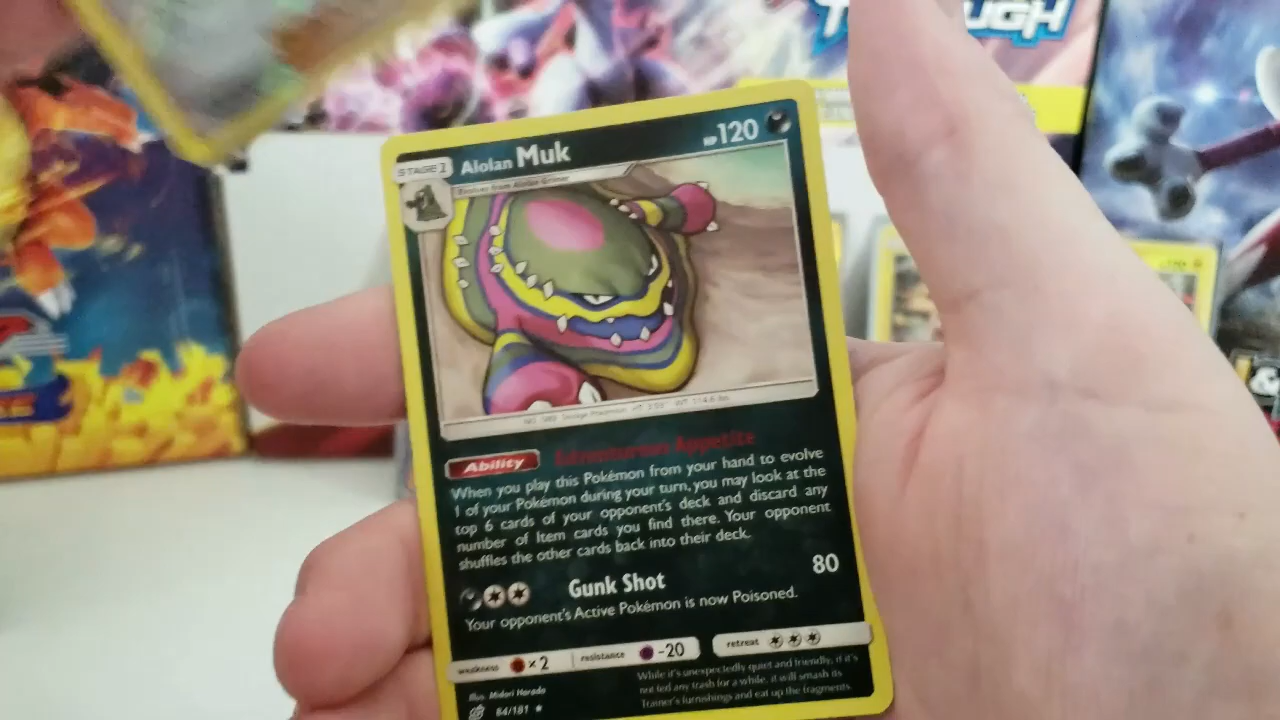 STAGE 1
Alolan Muk
HP 120
Evolves from Alolan Grimer
Ability
Adventurous Appetite
When you play this Pokémon from your hand to evolve
1 of your Pokémon during your turn, you may look at the
top 6 cards of your opponent's deck and discard any
number of Item cards you find there. Your opponent
shuffles the other cards back into their deck.
Gunk Shot
80
Your opponent's Active Pokémon is now Poisoned.
weakness ×2
resistance -20
retreat
Illus. Midori Harada
84/181
While it's unexpectedly quiet and friendly, if it's
not fed any trash for a while, it will smash its
Trainer's furnishings and eat up the fragments.